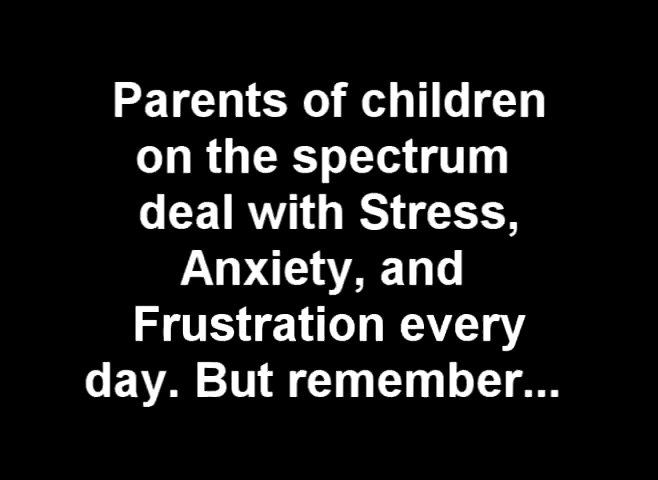 Parents of children
on the spectrum
deal with Stress,
Anxiety, and
Frustration every
day. But remember...